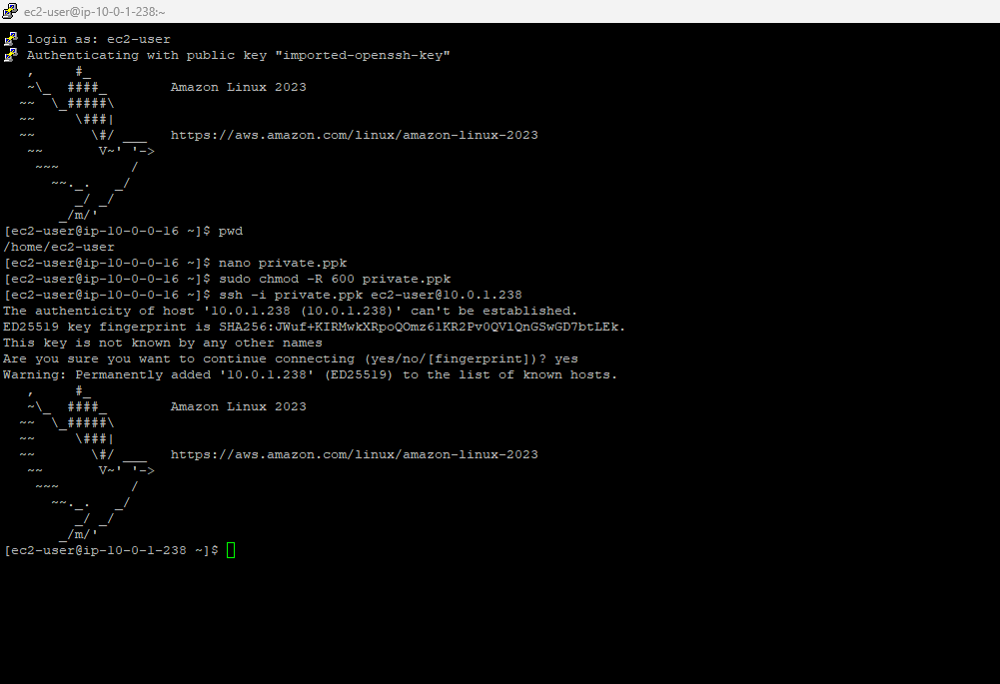 ec2-user@ip-10-0-1-238:~
login as: ec2-user
Authenticating with public key "imported-openssh-key"
   ,     #_
   ~\_  ####_        Amazon Linux 2023
  ~~  \_#####\
  ~~     \###|
  ~~       \#/ ___   https://aws.amazon.com/linux/amazon-linux-2023
   ~~       V~' '->
    ~~~         /
      ~~._.   _/
         _/ _/
       _/m/'
[ec2-user@ip-10-0-0-16 ~]$ pwd
/home/ec2-user
[ec2-user@ip-10-0-0-16 ~]$ nano private.ppk
[ec2-user@ip-10-0-0-16 ~]$ sudo chmod -R 600 private.ppk
[ec2-user@ip-10-0-0-16 ~]$ ssh -i private.ppk ec2-user@10.0.1.238
The authenticity of host '10.0.1.238 (10.0.1.238)' can't be established.
ED25519 key fingerprint is SHA256:JWuf+KIRMwkXRpoQOmz6lKR2Pv0QVlQnGSwGD7btLEk.
This key is not known by any other names
Are you sure you want to continue connecting (yes/no/[fingerprint])? yes
Warning: Permanently added '10.0.1.238' (ED25519) to the list of known hosts.
   ,     #_
   ~\_  ####_        Amazon Linux 2023
  ~~  \_#####\
  ~~     \###|
  ~~       \#/ ___   https://aws.amazon.com/linux/amazon-linux-2023
   ~~       V~' '->
    ~~~         /
      ~~._.   _/
         _/ _/
       _/m/'
[ec2-user@ip-10-0-1-238 ~]$